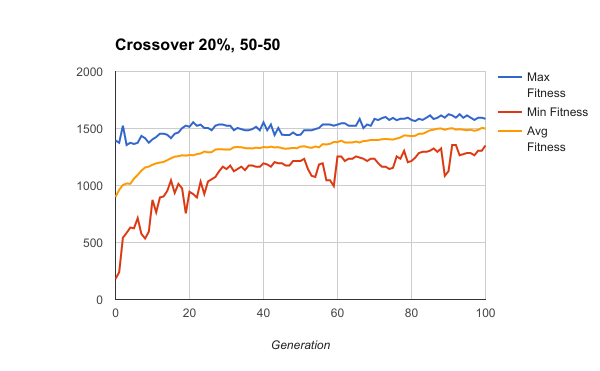 Crossover 20%, 50-50
2000
1500
1000
500
0
0 20 40 60 80 100
Generation
Max
Fitness
Min Fitness
Avg
Fitness